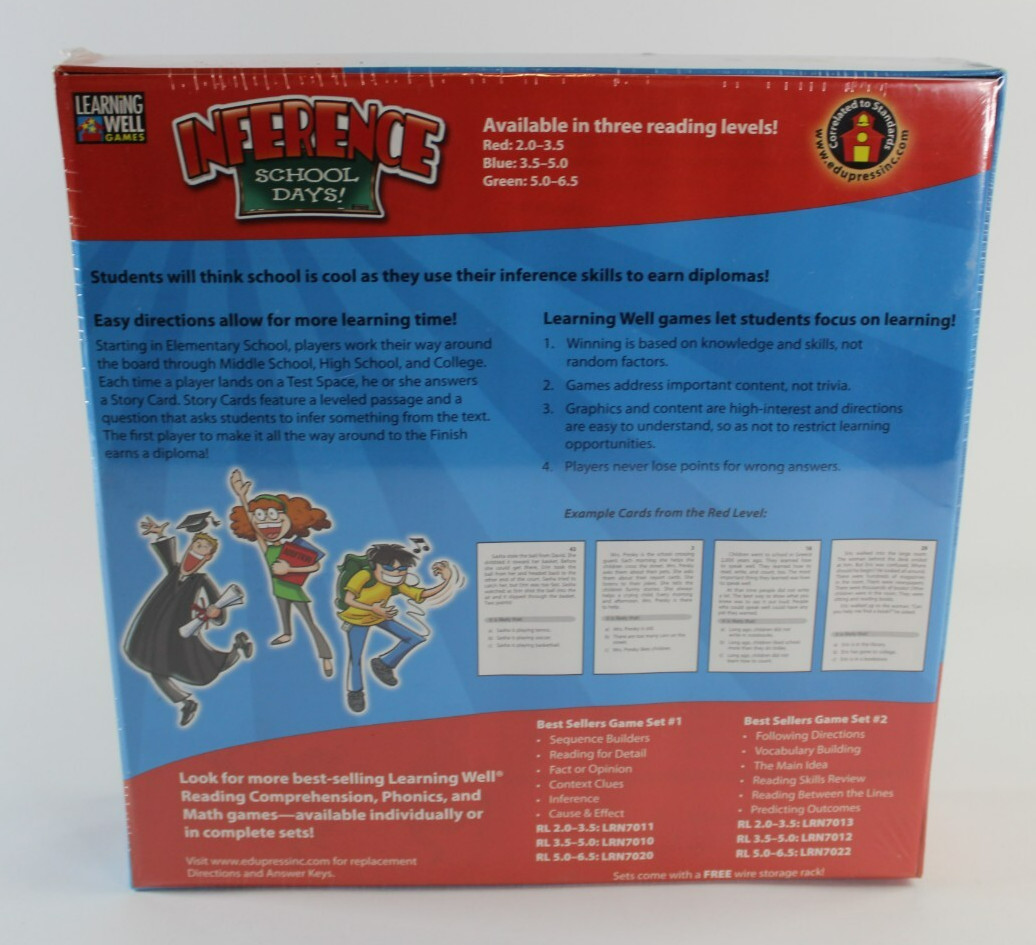 LEARNING
WELL
GAMES
INFERENCE
SCHOOL
DAYS!
Available in three reading levels!
Red: 2.0–3.5
Blue: 3.5–5.0
Green: 5.0–6.5
Correlated to Standards
www.edupressinc.com
Students will think school is cool as they use their inference skills to earn diplomas!
Easy directions allow for more learning time!
Starting in Elementary School, players work their way around
the board through Middle School, High School, and College.
Each time a player lands on a Test Space, he or she answers
a Story Card. Story Cards feature a leveled passage and a
question that asks students to infer something from the text.
The first player to make it all the way around to the Finish
earns a diploma!
Learning Well games let students focus on learning!
1. Winning is based on knowledge and skills, not
random factors.
2. Games address important content, not trivia.
3. Graphics and content are high-interest and directions
are easy to understand, so as not to restrict learning
opportunities.
4. Players never lose points for wrong answers.
Example Cards from the Red Level:
Look for more best-selling Learning Well®
Reading Comprehension, Phonics, and
Math games—available individually or
in complete sets!
Visit www.edupressinc.com for replacement
Directions and Answer Keys.
Best Sellers Game Set #1
• Sequence Builders
• Reading for Detail
• Fact or Opinion
• Context Clues
• Inference
• Cause & Effect
RL 2.0–3.5: LRN7011
RL 3.5–5.0: LRN7010
RL 5.0–6.5: LRN7020
Best Sellers Game Set #2
• Following Directions
• Vocabulary Building
• The Main Idea
• Reading Skills Review
• Reading Between the Lines
• Predicting Outcomes
RL 2.0–3.5: LRN7013
RL 3.5–5.0: LRN7012
RL 5.0–6.5: LRN7022
Sets come with a FREE wire storage rack!